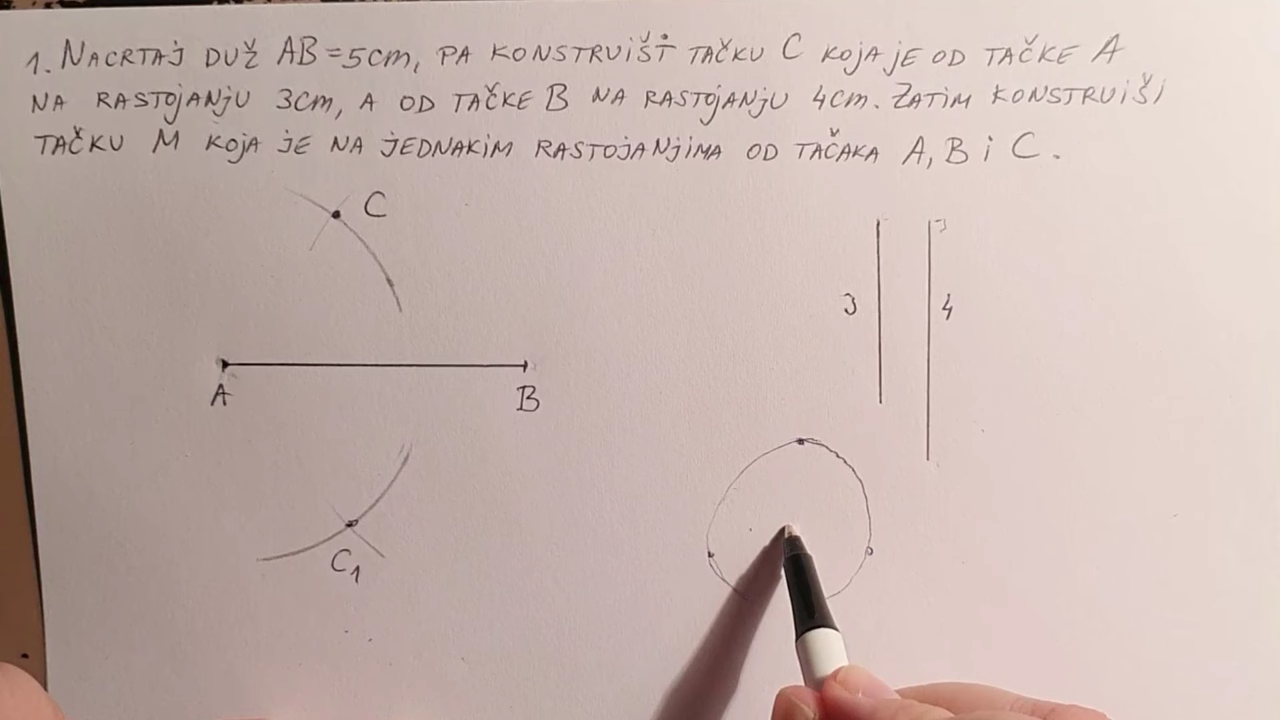 1. NACRTAJ DUŽ AB=5cm, PA KONSTRUIŠI TAČKU C KOJA JE OD TAČKE A
NA RASTOJANJU 3cm, A OD TAČKE B NA RASTOJANJU 4cm. ZATIM KONSTRUIŠI
TAČKU M KOJA JE NA JEDNAKIM RASTOJANJIMA OD TAČAKA A, B i C.
C
3 4
A B
C1